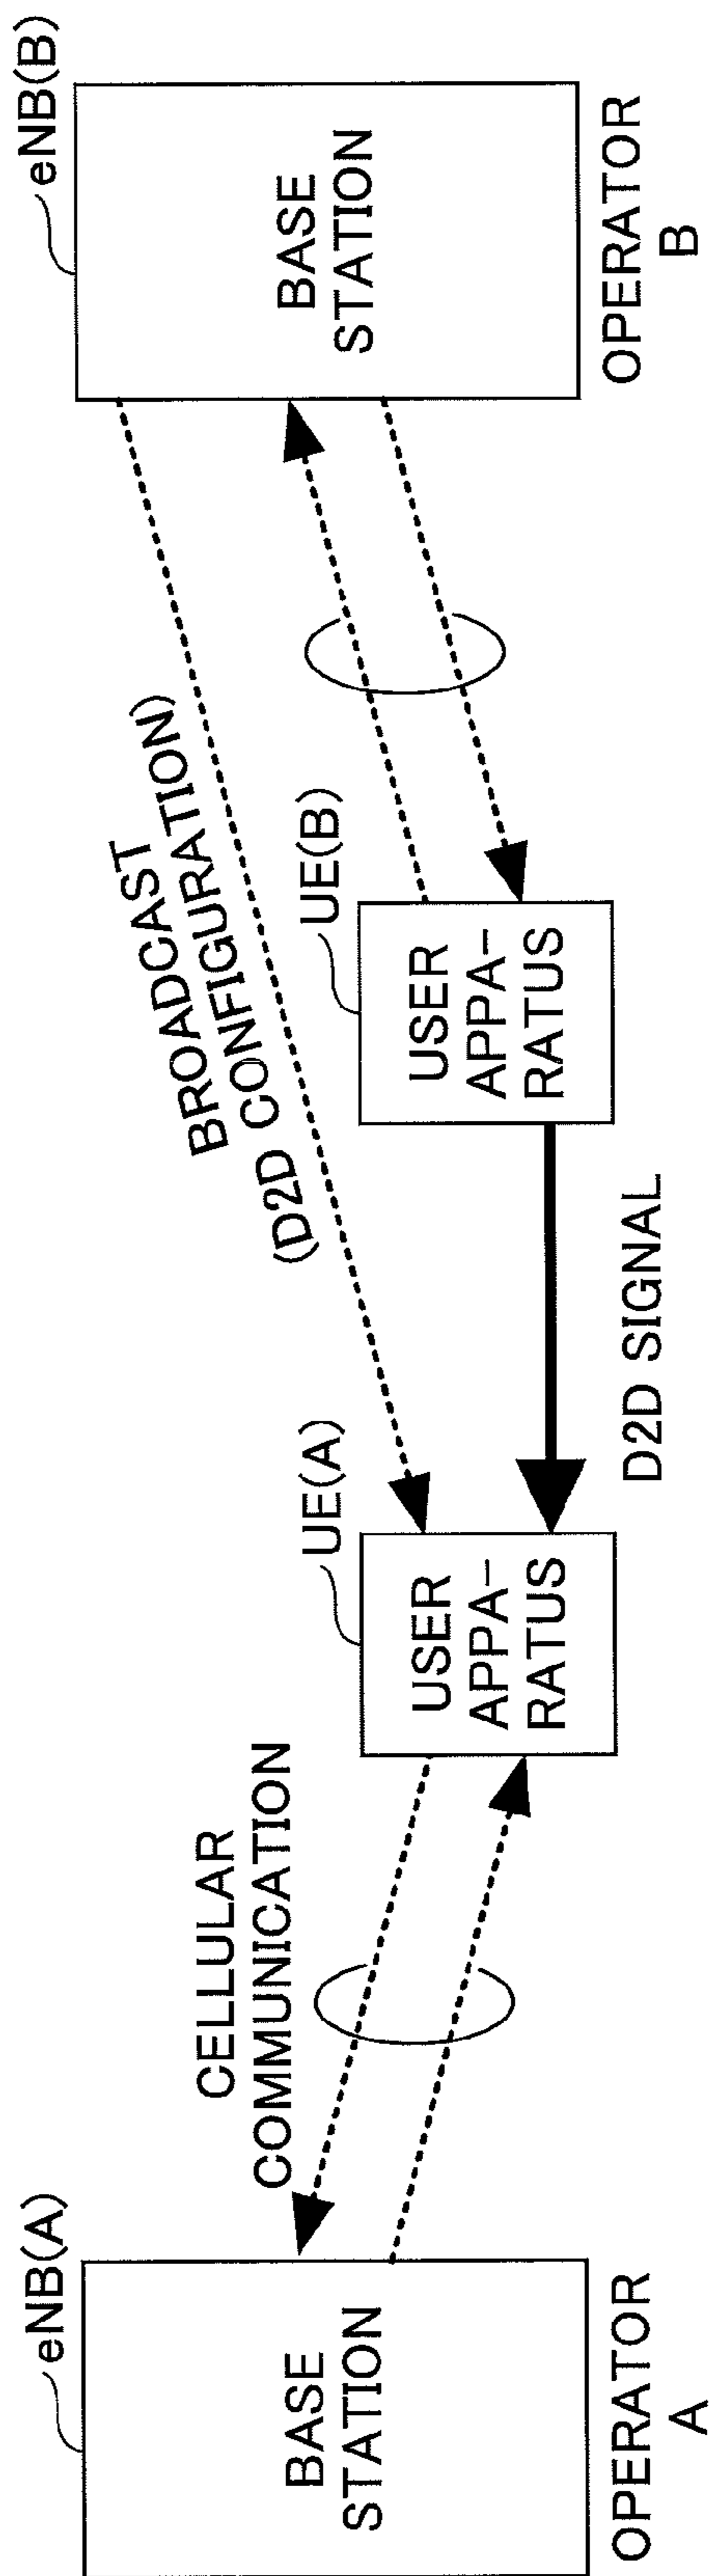 eNB(A)
BASE
STATION
OPERATOR
A
CELLULAR
COMMUNICATION
UE(A)
USER
APPA-
RATUS
BROADCAST
(D2D CONFIGURATION)
D2D SIGNAL
UE(B)
USER
APPA-
RATUS
eNB(B)
BASE
STATION
OPERATOR
B